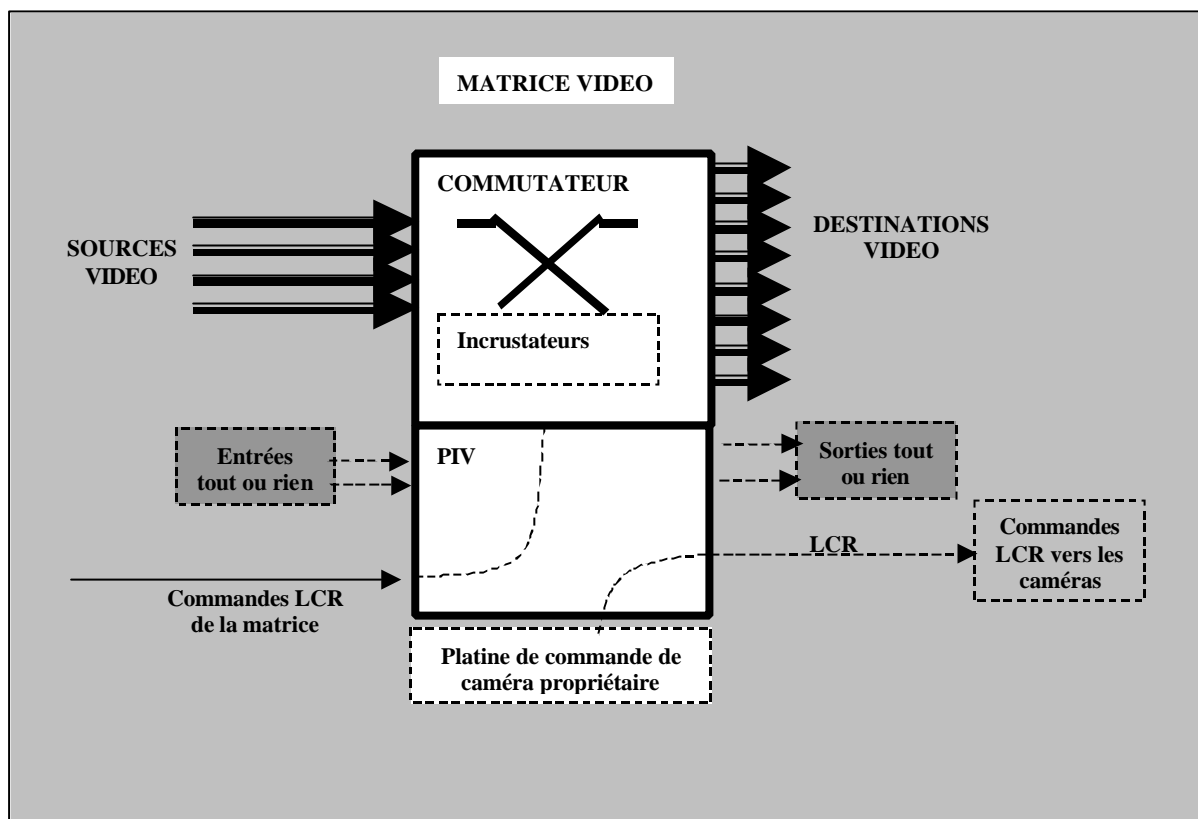 MATRICE VIDEO
COMMUTATEUR
SOURCES
VIDEO
DESTINATIONS
VIDEO
Incrustateurs
Entrées
tout ou rien
PIV
Sorties tout
ou rien
LCR
Commandes
LCR vers les
caméras
Commandes LCR
de la matrice
Platine de commande de
caméra propriétaire